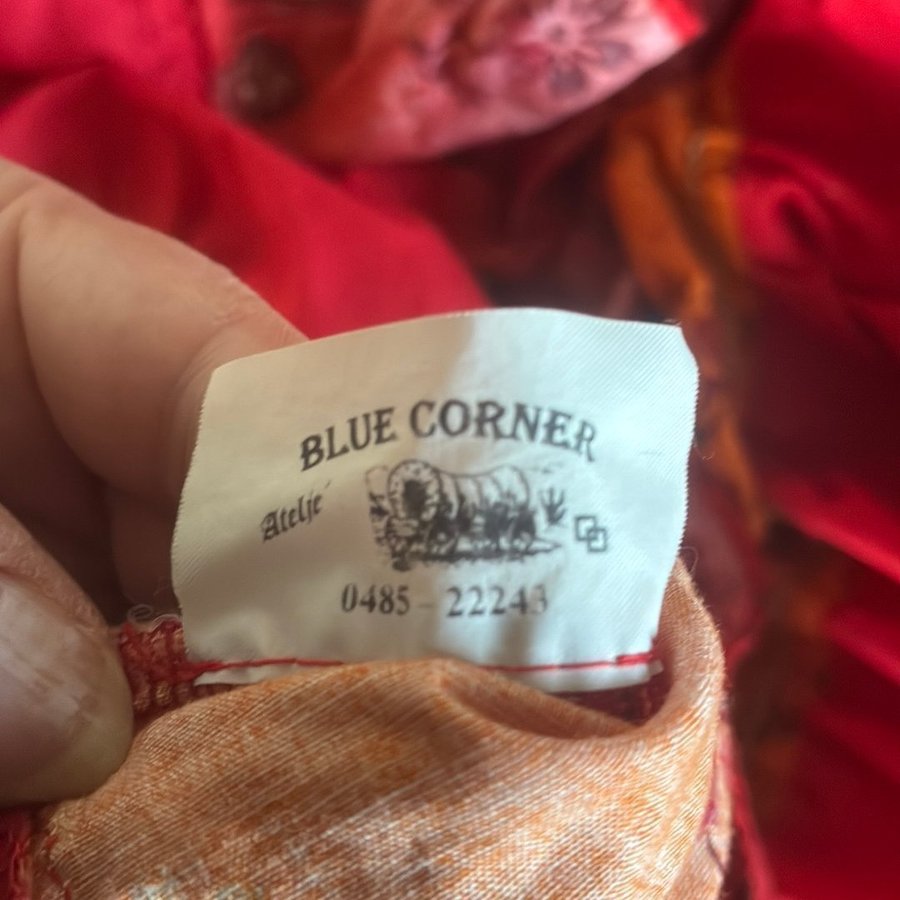 BLUE CORNER
Atelje´
0485 - 22243